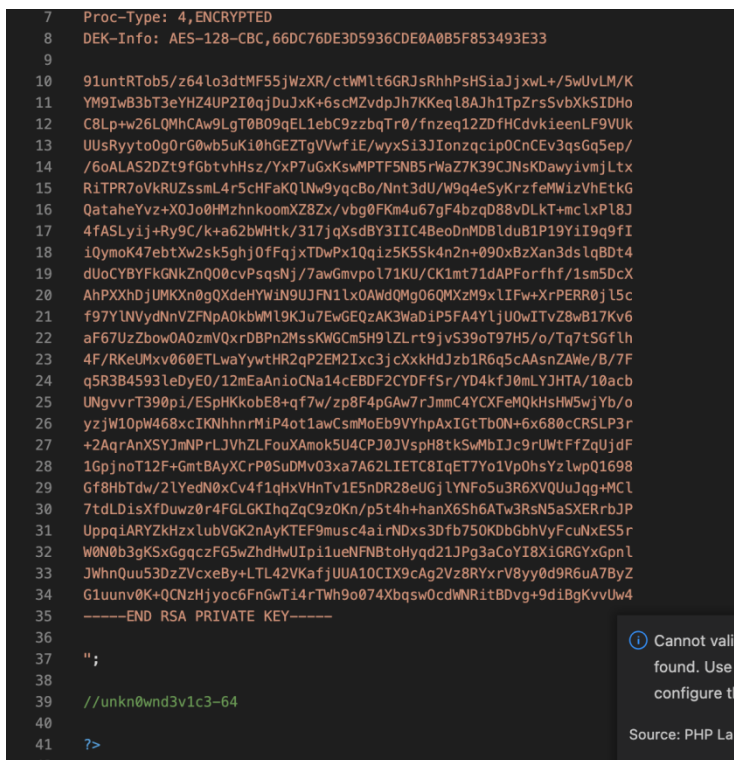 7 Proc-Type: 4,ENCRYPTED
8 DEK-Info: AES-128-CBC,66DC76DE3D5936CDE0A0B5F853493E33
9
10 91untRTob5/z64lo3dtMF55jWzXR/ctWMlt6GRJsRhhPsHSiaJjxwL+/5wUvLM/K
11 YM9IwB3bT3eYHZ4UP2I0qjDuJxK+6scMZvdpJh7KKeql8AJh1TpZrsSvbXkSIDHo
12 C8Lp+w26LQMhCAw9LgT0BO9qEL1ebC9zzbqTr0/fnzeq12ZDfHCdvkieenLF9VUk
13 UUsRyytoOgOrG0wb5uKi0hGEZTgVVwfiE/wyxSi3JIonzqcipOCnCEv3qsGq5ep/
14 /6oALAS2DZt9fGbtvhHsz/YxP7uGxKswMPTF5NB5rWaZ7K39CJNsKDawyivmjLtx
15 RiTPR7oVkRUZssmL4r5cHFaKQlNw9yqcBo/Nnt3dU/W9q4eSyKrzfeMWizVhEtkG
16 QataheYvz+XOJo0HMzhnkoomXZ8Zx/vbg0FKm4u67gF4bzqD88vDLkT+mclxPl8J
17 4fASLyij+Ry9C/k+a62bWHtk/317jqXsdBY3IIC4BeoDnMDBlduB1P19YiI9q9fI
18 iQymoK47ebtXw2sk5ghjOfFqjxTDwPx1Qqiz5K5Sk4n2n+09OxBzXan3dslqBDt4
19 dUoCYBYFkGNkZnQO0cvPsqsNj/7awGmvpol71KU/CK1mt71dAPForfhf/1sm5DcX
20 AhPXXhDjUMKXn0gQXdeHYWiN9UJFN1lxOAWdQMgO6QMXzM9xlIFw+XrPERR0jl5c
21 f97YlNVydNnVZFNpAOkbWMl9KJu7EwGEQzAK3WaDiP5FA4YljUOwITvZ8wB17Kv6
22 aF67UzZbowOAOzmVQxrDBPn2MssKWGCm5H9lZLrt9jvS39oT97H5/o/Tq7tSGflh
23 4F/RKeUMxv060ETLwaYywtHR2qP2EM2Ixc3jcXxkHdJzb1R6q5cAAsnZAWe/B/7F
24 q5R3B4593leDyEO/12mEaAnioCNa14cEBDF2CYDFfSr/YD4kfJ0mLYJHTA/10acb
25 UNgvvrT390pi/ESpHKkobE8+qf7w/zp8F4pGAw7rJmmC4YCXFeMQkHsHW5wjYb/o
26 yzjW1OpW468xcIKNhhnrMiP4ot1awCsmMoEb9VYhpAxIGtTbON+6x680cCRSLP3r
27 +2AqrAnXSYJmNPrLJVhZLFouXAmok5U4CPJ0JVspH8tkSwMbIJc9rUWtFfZqUjdF
28 1GpjnoT12F+GmtBAyXCrP0SuDMvO3xa7A62LIETC8IqET7Yo1VpOhsYzlwpQ1698
29 Gf8HbTdw/2lYedN0xCv4f1qHxVHnTv1E5nDR28eUGjlYNFo5u3R6XVQUuJqg+MCl
30 7tdLDisXfDuwz0r4FGLGKIhqZqC9zOKn/p5t4h+hanX6Sh6ATw3RsN5aSXERrbJP
31 UppqiARYZkHzxlubVGK2nAyKTEF9musc4airNDxs3Dfb75OKDbGbhVyFcuNxES5r
32 W0N0b3gKSxGgqczFG5wZhdHwUIpi1ueNFNBtoHyqd21JPg3aCoYI8XiGRGYxGpnl
33 JWhnQuu53DzZVcxeBy+LTL42VKafjUUA1OCIX9cAg2Vz8RYxrV8yy0d9R6uA7ByZ
34 G1uunv0K+QCNzHjyoc6FnGwTi4rTWh9o074XbqswOcdWNRitBDvg+9diBgKvvUw4
35 -----END RSA PRIVATE KEY-----
36
37 ";
38
39 //unkn0wnd3v1c3-64
40
41 ?>
Cannot vali
found. Use
configure t
Source: PHP La